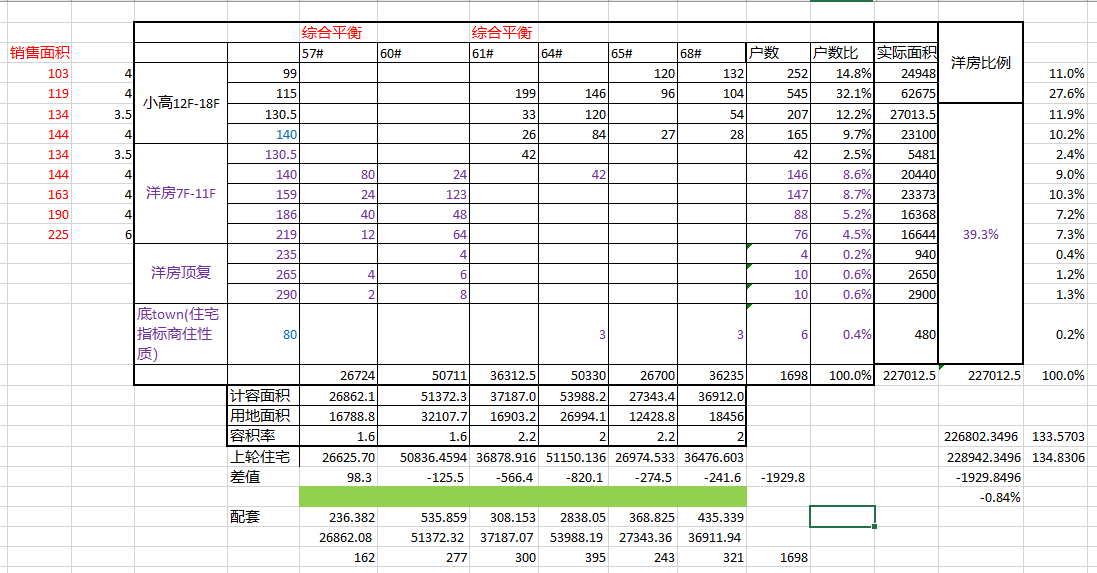 综合平衡 综合平衡
销售面积 57# 60# 61# 64# 65# 68# 户数 户数比 实际面积 洋房比例
103 4 小高12F-18F 99 120 132 252 14.8% 24948 11.0%
119 4 115 199 146 96 104 545 32.1% 62675 27.6%
134 3.5 130.5 33 120 54 207 12.2% 27013.5 11.9%
144 4 140 26 84 27 28 165 9.7% 23100 10.2%
134 3.5 洋房7F-11F 130.5 42 42 2.5% 5481 39.3% 2.4%
144 4 140 80 24 42 146 8.6% 20440 9.0%
163 4 159 24 123 147 8.7% 23373 10.3%
190 4 186 40 48 88 5.2% 16368 7.2%
225 6 219 12 64 76 4.5% 16644 7.3%
洋房顶复 235 4 4 0.2% 940 0.4%
265 4 6 10 0.6% 2650 1.2%
290 2 8 10 0.6% 2900 1.3%
底town(住宅
指标商住性
质)
80 3 3 6 0.4% 480 0.2%
26724 50711 36312.5 50330 26700 36235 1698 100.0% 227012.5 227012.5 100.0%
计容面积 26862.1 51372.3 37187.0 53988.2 27343.4 36912.0
用地面积 16788.8 32107.7 16903.2 26994.1 12428.8 18456
容积率 1.6 1.6 2.2 2 2.2 2 226802.3496 133.5703
上轮住宅 26625.70 50836.4594 36878.916 51150.136 26974.533 36476.603 228942.3496 134.8306
差值 98.3 -125.5 -566.4 -820.1 -274.5 -241.6 -1929.8 -1929.8496
-0.84%
配套 236.382 535.859 308.153 2838.05 368.825 435.339
26862.08 51372.32 37187.07 53988.19 27343.36 36911.94
162 277 300 395 243 321 1698